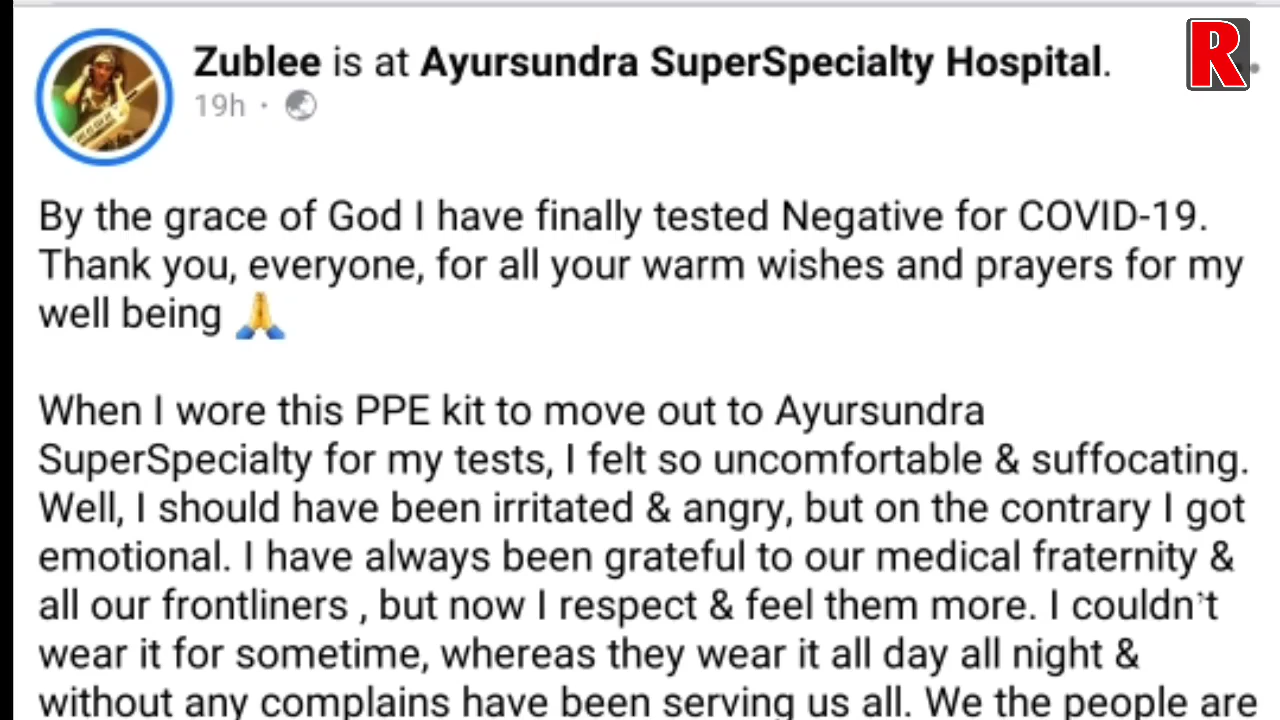 Zublee is at Ayursundra SuperSpecialty Hospital.
R
19h ·
By the grace of God I have finally tested Negative for COVID-19.
Thank you, everyone, for all your warm wishes and prayers for my
well being 🙏
When I wore this PPE kit to move out to Ayursundra
SuperSpecialty for my tests, I felt so uncomfortable & suffocating.
Well, I should have been irritated & angry, but on the contrary I got
emotional. I have always been grateful to our medical fraternity &
all our frontliners , but now I respect & feel them more. I couldn't
wear it for sometime, whereas they wear it all day all night &
without any complains have been serving us all. We the people are